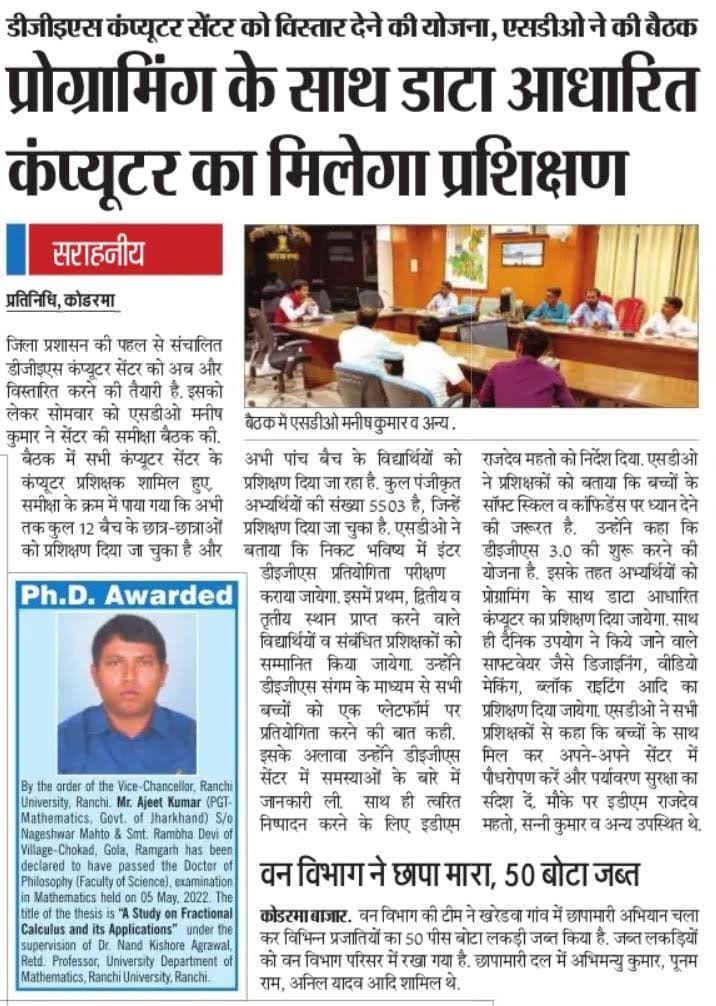 डीजीइएस कंप्यूटर सेंटर को विस्तार देने की योजना, एसडीओ ने की बैठक
प्रोग्रामिंग के साथ डाटा आधारित
कंप्यूटर का मिलेगा प्रशिक्षण
सराहनीय
प्रतिनिधि, कोडरमा
जिला प्रशासन की पहल से संचालित
डीजीइएस कंप्यूटर सेंटर को अब और
विस्तारित करने की तैयारी है. इसको
लेकर सोमवार को एसडीओ मनीष
कुमार ने सेंटर की समीक्षा बैठक की.
बैठक में सभी कंप्यूटर सेंटर के
कंप्यूटर प्रशिक्षक शामिल हुए.
समीक्षा के क्रम में पाया गया कि अभी
तक कुल 12 बैच के छात्र-छात्राओं
को प्रशिक्षण दिया जा चुका है और
बैठक में एसडीओ मनीष कुमार व अन्य .
अभी पांच बैच के विद्यार्थियों को
प्रशिक्षण दिया जा रहा है. कुल पंजीकृत
अभ्यर्थियों की संख्या 5503 है, जिन्हें
प्रशिक्षण दिया जा चुका है. एसडीओ ने
बताया कि निकट भविष्य में इंटर
डीइजीएस प्रतियोगिता परीक्षण
कराया जायेगा. इसमें प्रथम, द्वितीय व
तृतीय स्थान प्राप्त करने वाले
विद्यार्थियों व संबंधित प्रशिक्षकों को
सम्मानित किया जायेगा. उन्होंने
डीइजीएस संगम के माध्यम से सभी
बच्चों को एक प्लेटफॉर्म पर
प्रतियोगिता करने की बात कही.
इसके अलावा उन्होंने डीइजीएस
सेंटर में समस्याओं के बारे में
जानकारी ली. साथ ही त्वरित
निष्पादन करने के लिए इडीएम
राजदेव महतो को निर्देश दिया. एसडीओ
ने प्रशिक्षकों को बताया कि बच्चों के
सॉफ्ट स्किल व कॉफिडेंस पर ध्यान देने
की जरूरत है. उन्होंने कहा कि
डीइजीएस 3.0 की शुरू करने की
योजना है. इसके तहत अभ्यर्थियों को
प्रोग्रामिंग के साथ डाटा आधारित
कंप्यूटर का प्रशिक्षण दिया जायेगा. साथ
ही दैनिक उपयोग ने किये जाने वाले
साफ्टवेयर जैसे डिजाइनिंग, वीडियो
मेकिंग, ब्लॉक राइटिंग आदि का
प्रशिक्षण दिया जायेगा. एसडीओ ने सभी
प्रशिक्षकों से कहा कि बच्चों के साथ
मिल कर अपने-अपने सेंटर में
पौधरोपण करें और पर्यावरण सुरक्षा का
संदेश दें. मौके पर इडीएम राजदेव
महतो, सन्नी कुमार व अन्य उपस्थित थे.
Ph.D. Awarded
By the order of the Vice-Chancellor, Ranchi
University, Ranchi. Mr. Ajeet Kumar (PGT-
Mathematics, Govt. of Jharkhand) S/o
Nageshwar Mahto & Smt. Rambha Devi of
Village-Chokad, Gola, Ramgarh has been
declared to have passed the Doctor of
Philosophy (Faculty of Science), examination
in Mathematics held on 05 May, 2022. The
title of the thesis is "A Study on Fractional
Calculus and its Applications" under the
supervision of Dr. Nand Kishore Agrawal,
Retd. Professor, University Department of
Mathematics, Ranchi University, Ranchi.
वन विभाग ने छापा मारा, 50 बोटा जब्त
कोडरमा बाजार. वन विभाग की टीम ने खरेडवा गांव में छापामारी अभियान चला
कर विभिन्न प्रजातियों का 50 पीस बोटा लकड़ी जब्त किया है. जब्त लकड़ियों
को वन विभाग परिसर में रखा गया है. छापामारी दल में अभिमन्यु कुमार, पूनम
राम, अनिल यादव आदि शामिल थे.